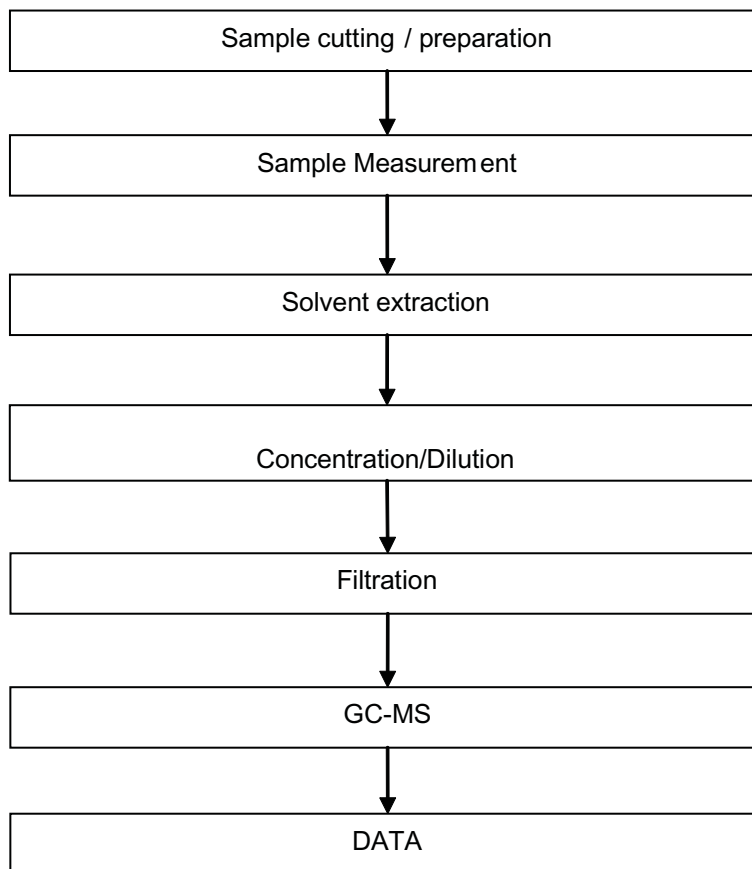 Sample cutting / preparation
Sample Measurement
Solvent extraction
Concentration/Dilution
Filtration
GC-MS
DATA